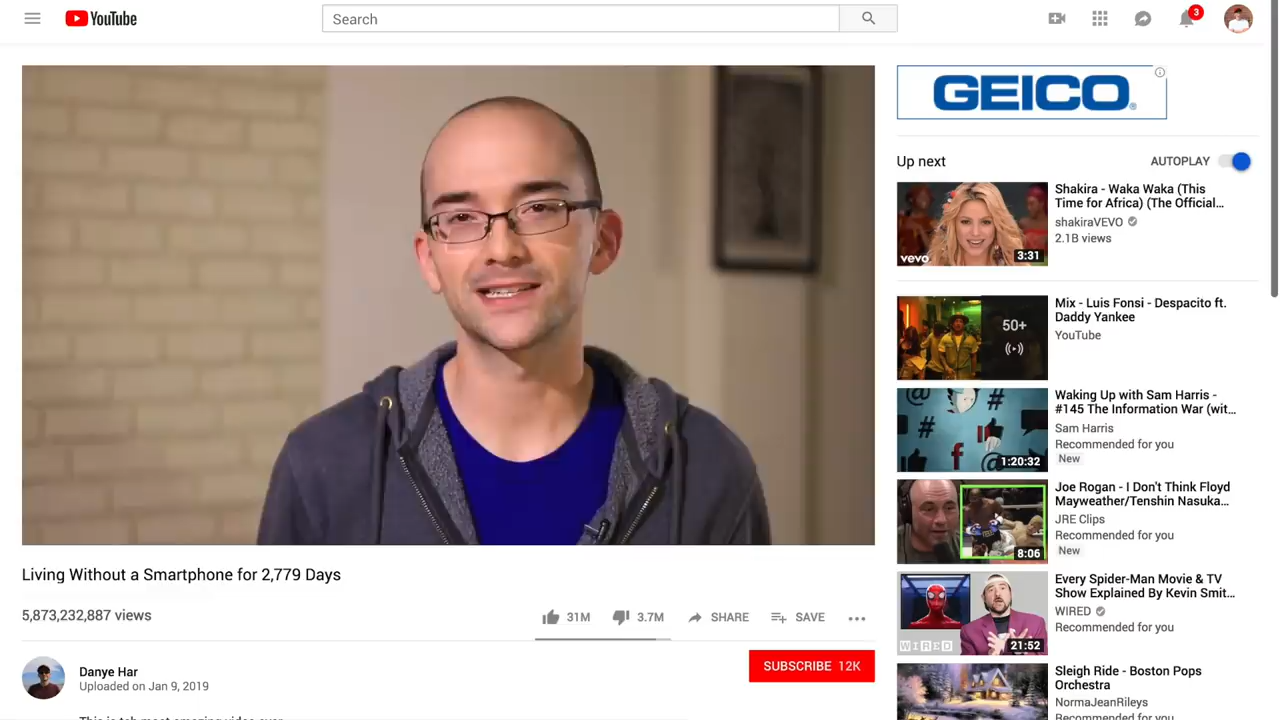 YouTube
Search
3
GEICO
Up next
AUTOPLAY
Shakira - Waka Waka (This
Time for Africa) (The Official...
shakiraVEVO
2.1B views
vevo
3:31
Mix - Luis Fonsi - Despacito ft.
Daddy Yankee
YouTube
50+
Waking Up with Sam Harris -
#145 The Information War (wit...
Sam Harris
Recommended for you
New
1:20:32
Joe Rogan - I Don't Think Floyd
Mayweather/Tenshin Nasuka...
JRE Clips
Recommended for you
New
8:06
Every Spider-Man Movie & TV
Show Explained By Kevin Smit...
WIRED
Recommended for you
WIRED
21:52
Sleigh Ride - Boston Pops
Orchestra
NormaJeanRileys
Recommended for you
Living Without a Smartphone for 2,779 Days
5,873,232,887 views
31M
3.7M
SHARE
SAVE
Danye Har
Uploaded on Jan 9, 2019
SUBSCRIBE 12K